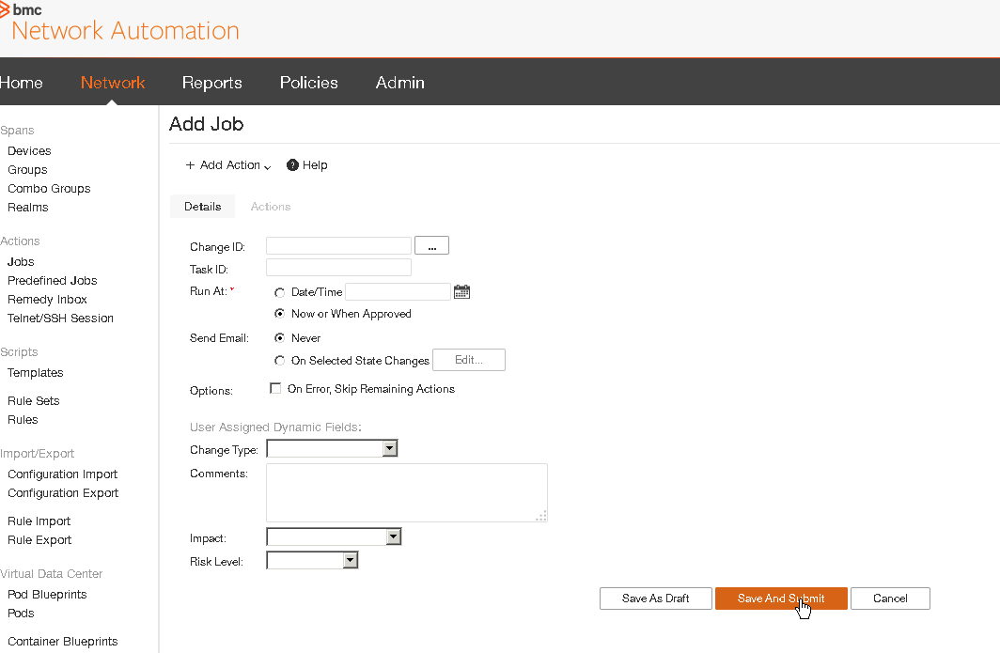 bmc
Network Automation
Home Network Reports Policies Admin
Spans
Devices
Groups
Combo Groups
Realms
Actions
Jobs
Predefined Jobs
Remedy Inbox
Telnet/SSH Session
Scripts
Templates
Rule Sets
Rules
Import/Export
Configuration Import
Configuration Export
Rule Import
Rule Export
Virtual Data Center
Pod Blueprints
Pods
Container Blueprints
Add Job
+ Add Action ? Help
Details Actions
Change ID: ...
Task ID:
Run At: * Date/Time
Now or When Approved
Send Email: Never
On Selected State Changes Edit...
Options: On Error, Skip Remaining Actions
User Assigned Dynamic Fields:
Change Type:
Comments:
Impact:
Risk Level:
Save As Draft Save And Submit Cancel